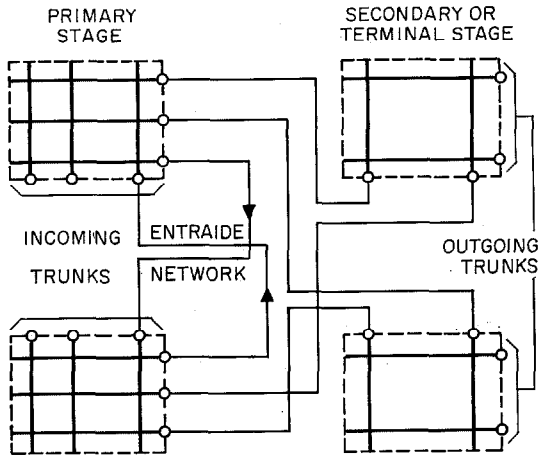 PRIMARY
STAGE
SECONDARY OR
TERMINAL STAGE
INCOMING
TRUNKS
ENTRAIDE
NETWORK
OUTGOING
TRUNKS